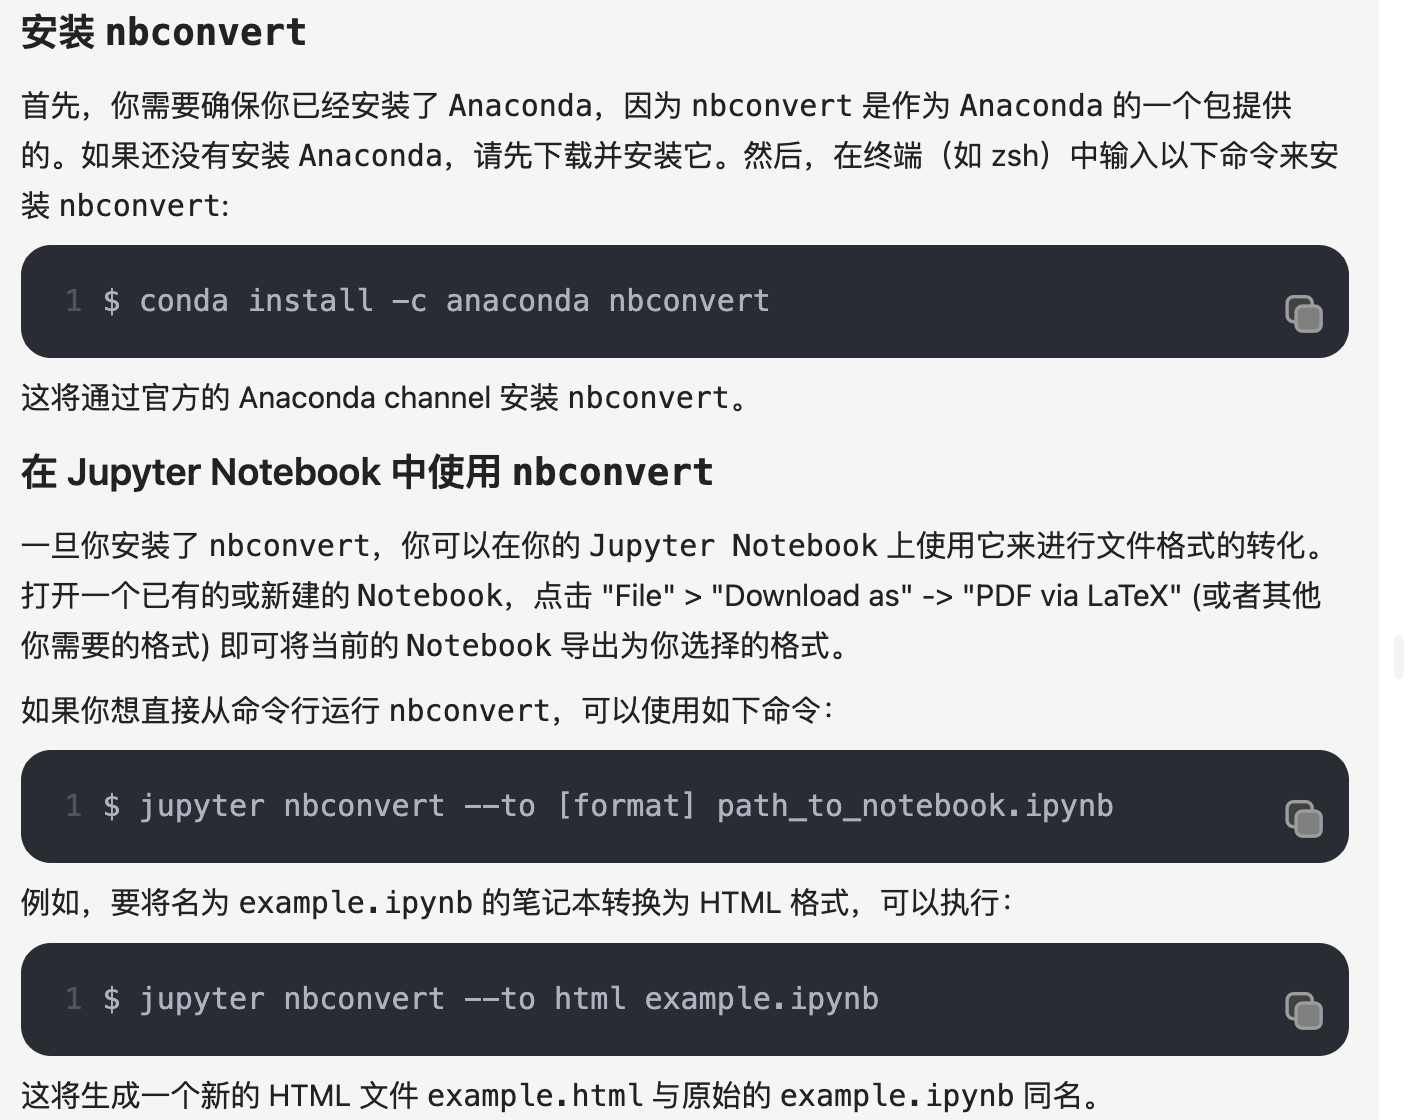 安装 nbconvert
首先，你需要确保你已经安装了 Anaconda，因为 nbconvert 是作为 Anaconda 的一个包提供
的。如果还没有安装 Anaconda，请先下载并安装它。然后，在终端（如 zsh）中输入以下命令来安
装 nbconvert:
1 $ conda install -c anaconda nbconvert
这将通过官方的 Anaconda channel 安装 nbconvert。
在 Jupyter Notebook 中使用 nbconvert
一旦你安装了 nbconvert，你可以在你的 Jupyter Notebook 上使用它来进行文件格式的转化。
打开一个已有的或新建的 Notebook，点击 "File" > "Download as" -> "PDF via LaTeX" (或者其他
你需要的格式) 即可将当前的 Notebook 导出为你选择的格式。
如果你想直接从命令行运行 nbconvert，可以使用如下命令：
1 $ jupyter nbconvert --to [format] path_to_notebook.ipynb
例如，要将名为 example.ipynb 的笔记本转换为 HTML 格式，可以执行：
1 $ jupyter nbconvert --to html example.ipynb
这将生成一个新的 HTML 文件 example.html 与原始的 example.ipynb 同名。